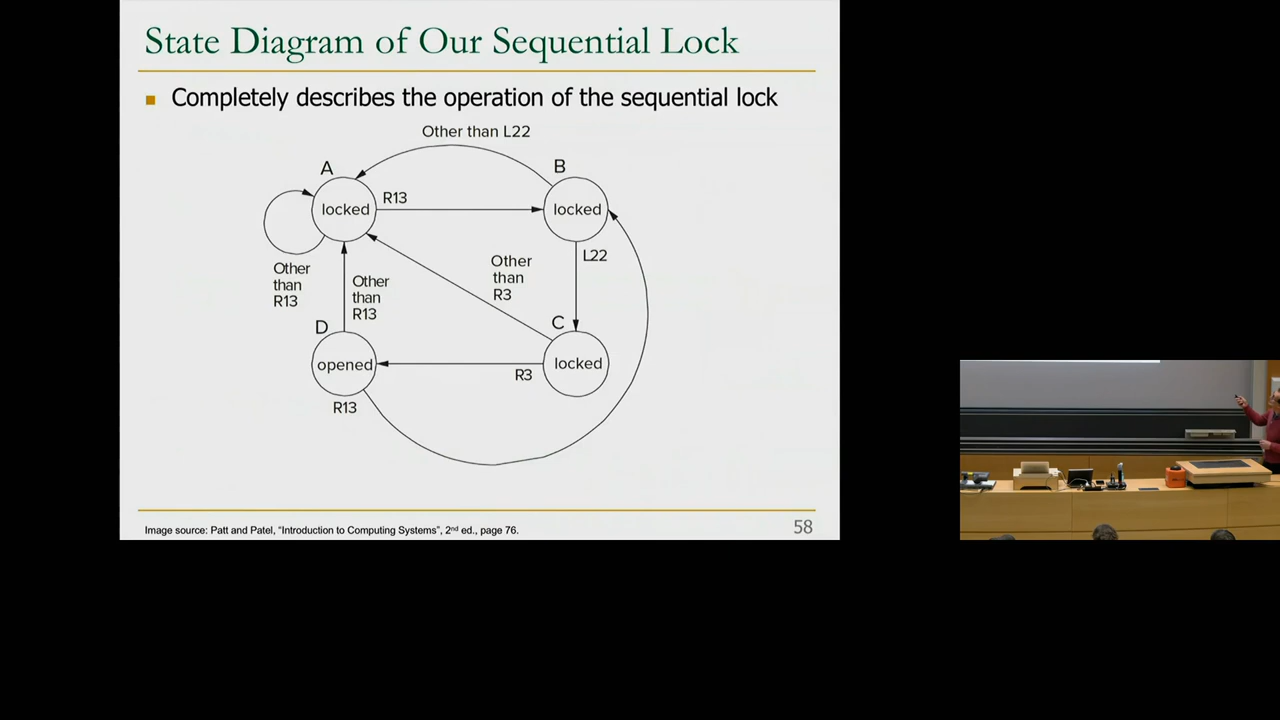 State Diagram of Our Sequential Lock
Completely describes the operation of the sequential lock
Other than L22
A
B
locked
R13
locked
L22
Other
than
R3
Other
than
R13
Other
than
R13
D
C
opened
locked
R3
R13
Image source: Patt and Patel, "Introduction to Computing Systems", 2nd ed., page 76.
58